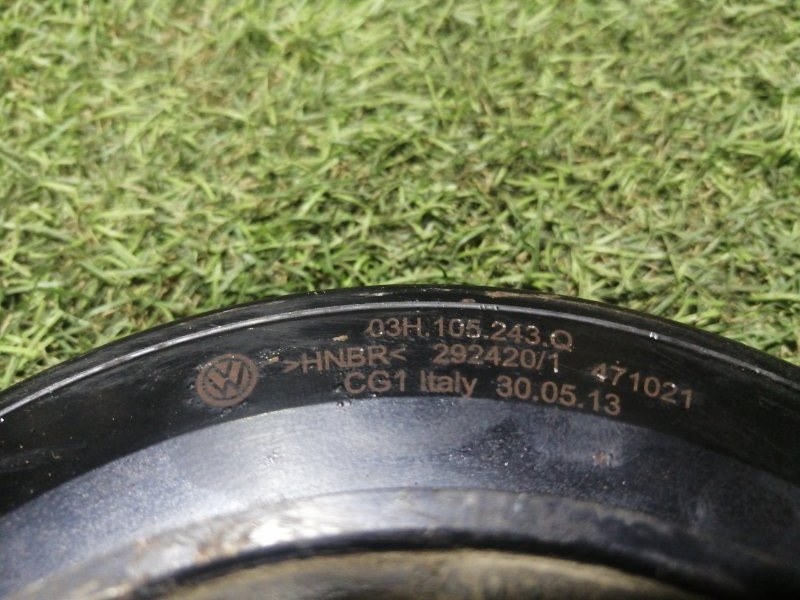 03H.105.243.Q
>HNBR< 292420/1 471021
CG1 Italy 30.05.13